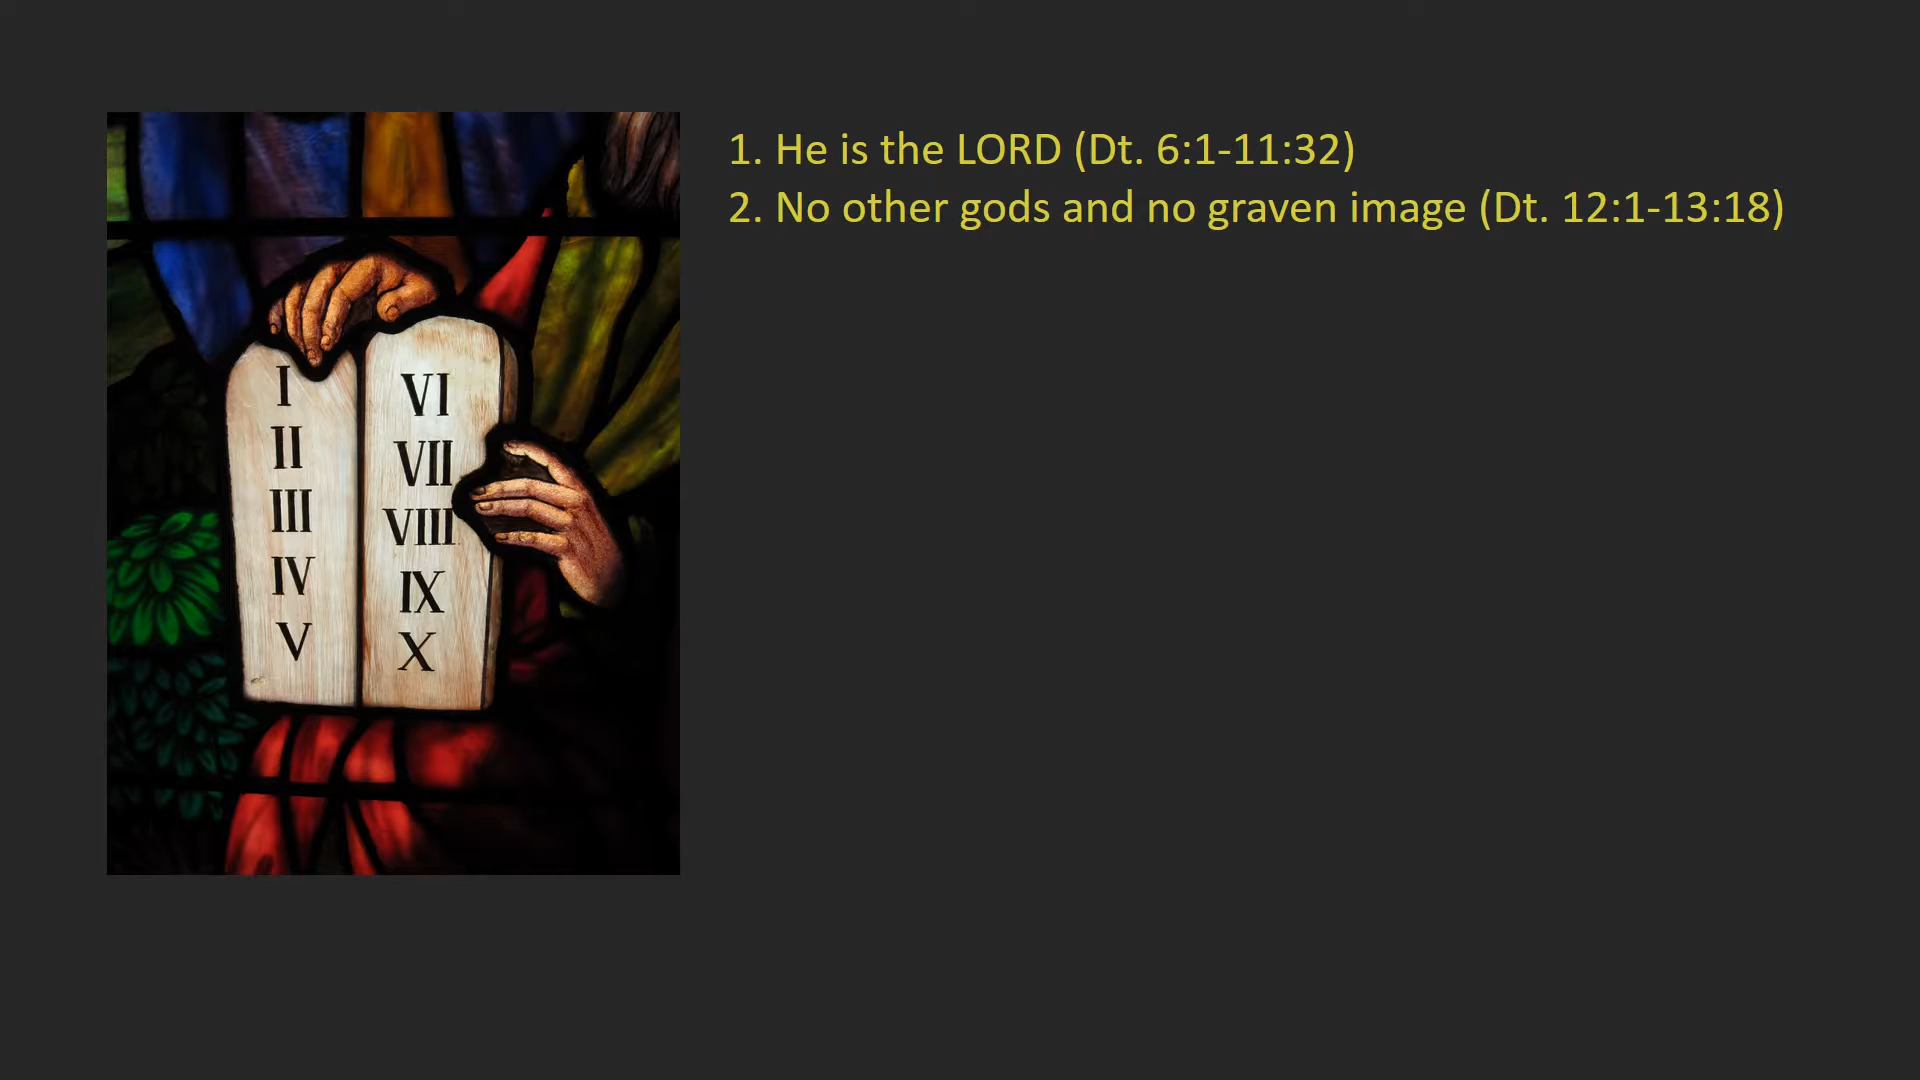 1. He is the LORD (Dt. 6:1-11:32)
2. No other gods and no graven image (Dt. 12:1-13:18)
I
II
III
IV
V
VI
VII
VIII
IX
X